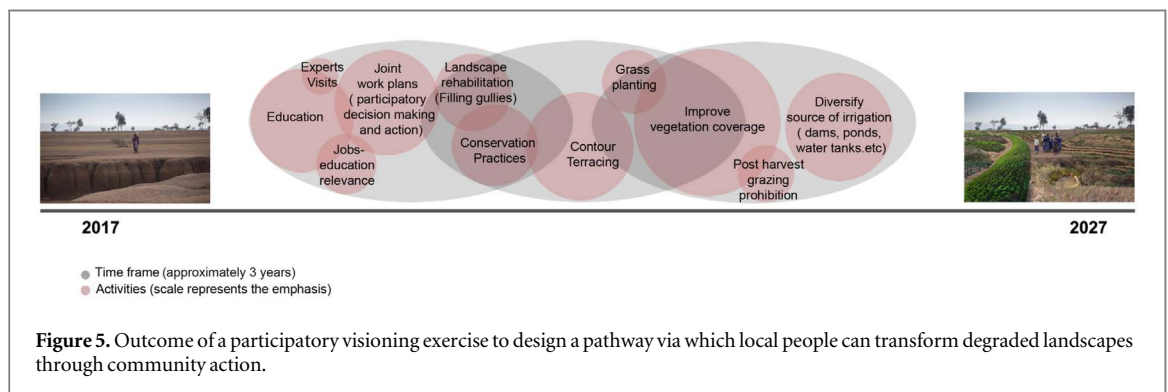 Experts
Visits
Education
Joint
work plans
( participatory
decision making
and action)
Jobs-
education
relevance
Landscape
rehabilitation
(Filling gullies)
Conservation
Practices
Contour
Terracing
Grass
planting
Improve
vegetation coverage
Post harvest
grazing
prohibition
Diversify
source of irrigation
( dams, ponds,
water tanks.etc)
2017
2027
Time frame (approximately 3 years)
Activities (scale represents the emphasis)
Figure 5. Outcome of a participatory visioning exercise to design a pathway via which local people can transform degraded landscapes
through community action.